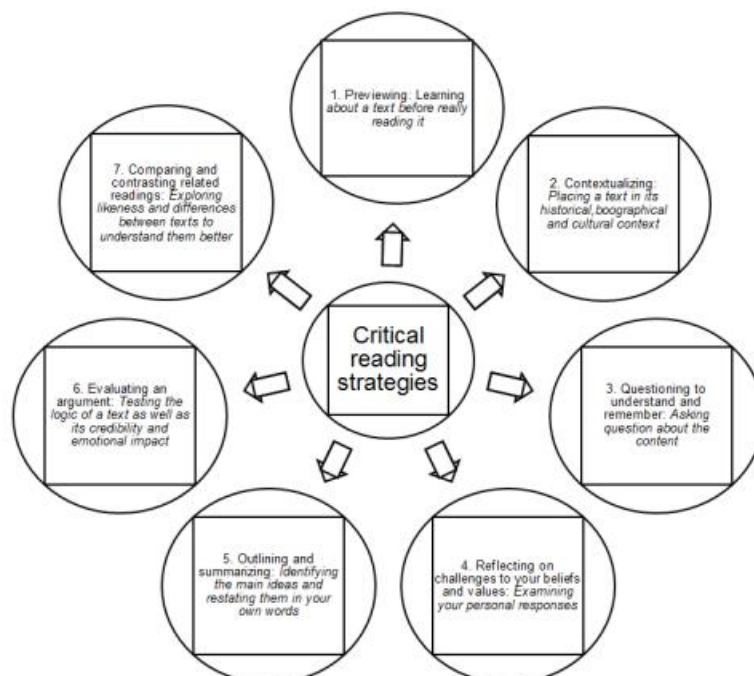 Critical
reading
strategies
1. Previewing: Learning
about a text before really
reading it
2. Contextualizing:
Placing a text in its
historical,boographical
and cultural context
3. Questioning to
understand and
remember: Asking
question about the
content
4. Reflecting on
challenges to your beliefs
and values: Examining
your personal responses
5. Outlining and
summarizing: Identifying
the main ideas and
restating them in your
own words
6. Evaluating an
argument: Testing the
logic of a text as well as
its credibility and
emotional impact
7. Comparing and
contrasting related
readings: Exploring
likeness and differences
between texts to
understand them better